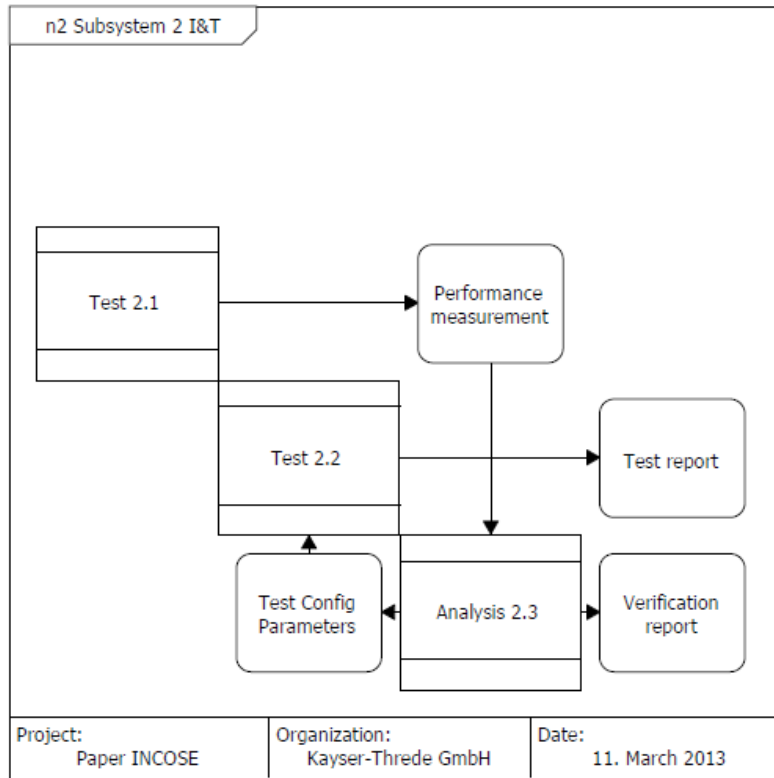 n2 Subsystem 2 I&T
Test 2.1
Performance
measurement
Test 2.2
Test report
Test Config
Parameters
Analysis 2.3
Verification
report
Project:
Paper INCOSE
Organization:
Kayser-Threde GmbH
Date:
11. March 2013